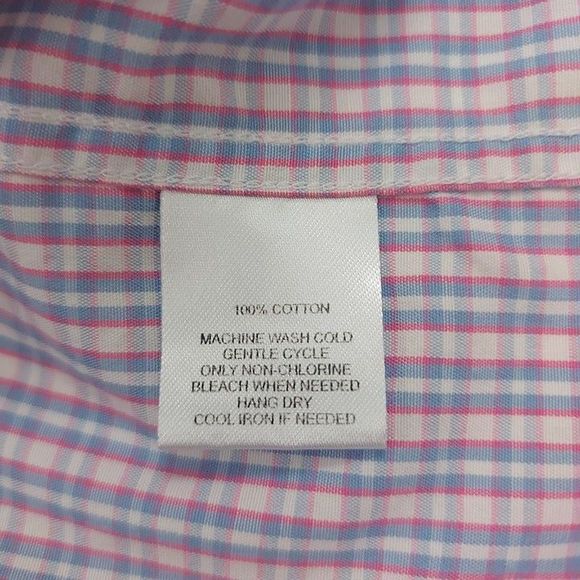 100% COTTON
MACHINE WASH COLD
GENTLE CYCLE
ONLY NON-CHLORINE
BLEACH WHEN NEEDED
HANG DRY
COOL IRON IF NEEDED